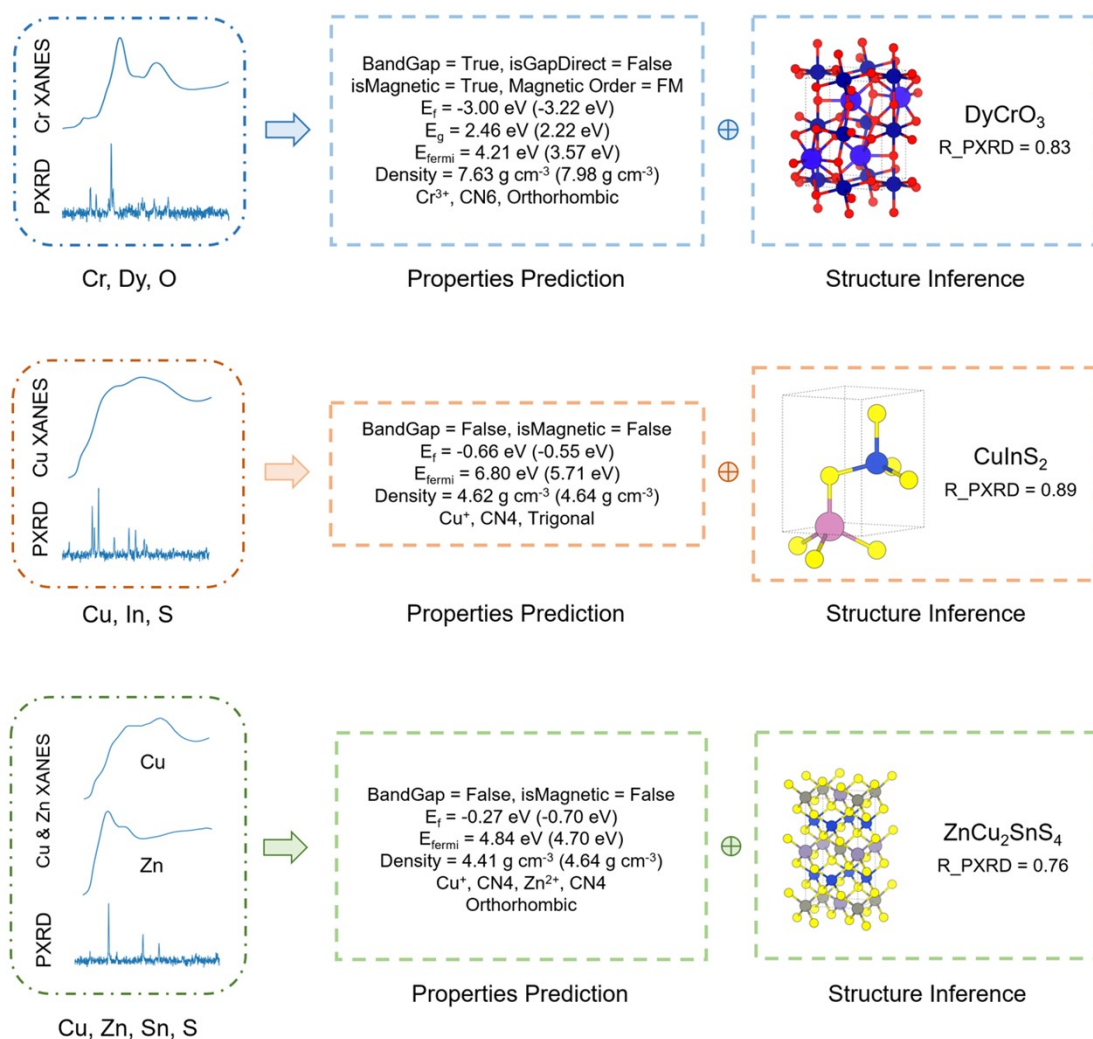 Cr XANES
PXRD
Cr, Dy, O
BandGap = True, isGapDirect = False
isMagnetic = True, Magnetic Order = FM
E_f = -3.00 eV (-3.22 eV)
E_g = 2.46 eV (2.22 eV)
E_fermi = 4.21 eV (3.57 eV)
Density = 7.63 g cm⁻³ (7.98 g cm⁻³)
Cr³⁺, CN6, Orthorhombic
Properties Prediction
DyCrO₃
R_PXRD = 0.83
Structure Inference
Cu XANES
PXRD
Cu, In, S
BandGap = False, isMagnetic = False
E_f = -0.66 eV (-0.55 eV)
E_fermi = 6.80 eV (5.71 eV)
Density = 4.62 g cm⁻³ (4.64 g cm⁻³)
Cu⁺, CN4, Trigonal
Properties Prediction
CuInS₂
R_PXRD = 0.89
Structure Inference
Cu & Zn XANES
Cu
Zn
PXRD
Cu, Zn, Sn, S
BandGap = False, isMagnetic = False
E_f = -0.27 eV (-0.70 eV)
E_fermi = 4.84 eV (4.70 eV)
Density = 4.41 g cm⁻³ (4.64 g cm⁻³)
Cu⁺, CN4, Zn²⁺, CN4
Orthorhombic
Properties Prediction
ZnCu₂SnS₄
R_PXRD = 0.76
Structure Inference